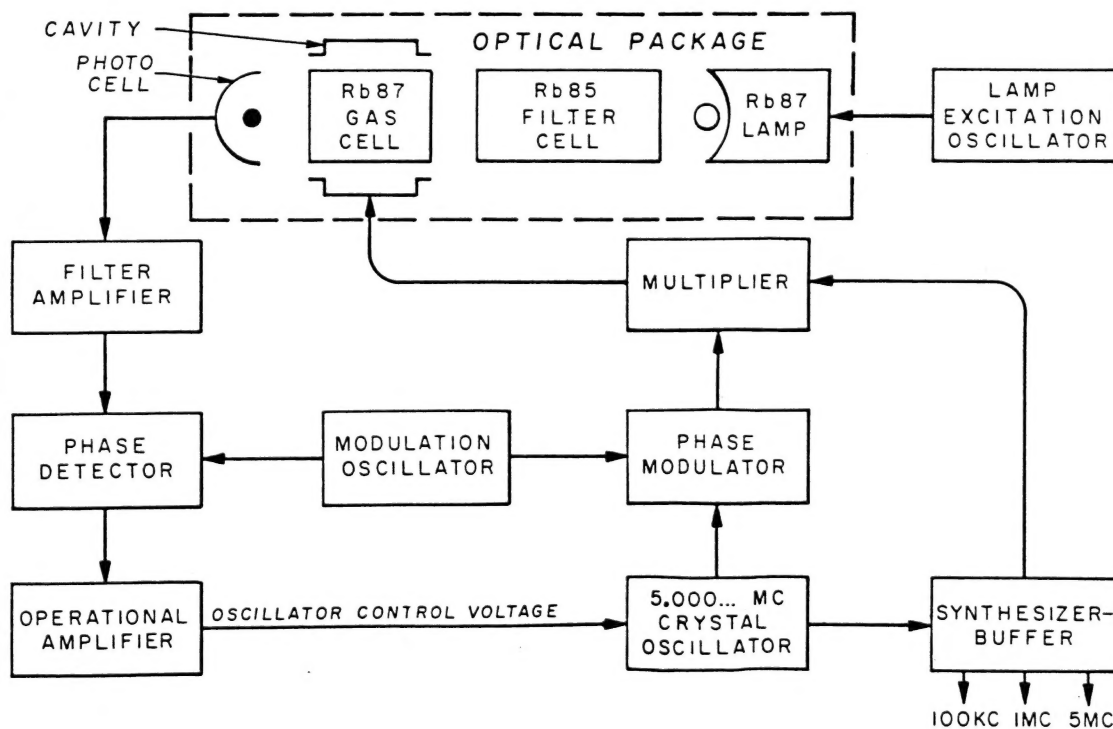 CAVITY
OPTICAL PACKAGE
PHOTO
CELL
Rb87
GAS
CELL
Rb85
FILTER
CELL
Rb87
LAMP
LAMP
EXCITATION
OSCILLATOR
FILTER
AMPLIFIER
MULTIPLIER
PHASE
DETECTOR
MODULATION
OSCILLATOR
PHASE
MODULATOR
OPERATIONAL
AMPLIFIER
OSCILLATOR CONTROL VOLTAGE
5.000... MC
CRYSTAL
OSCILLATOR
SYNTHESIZER-
BUFFER
100KC 1MC 5MC